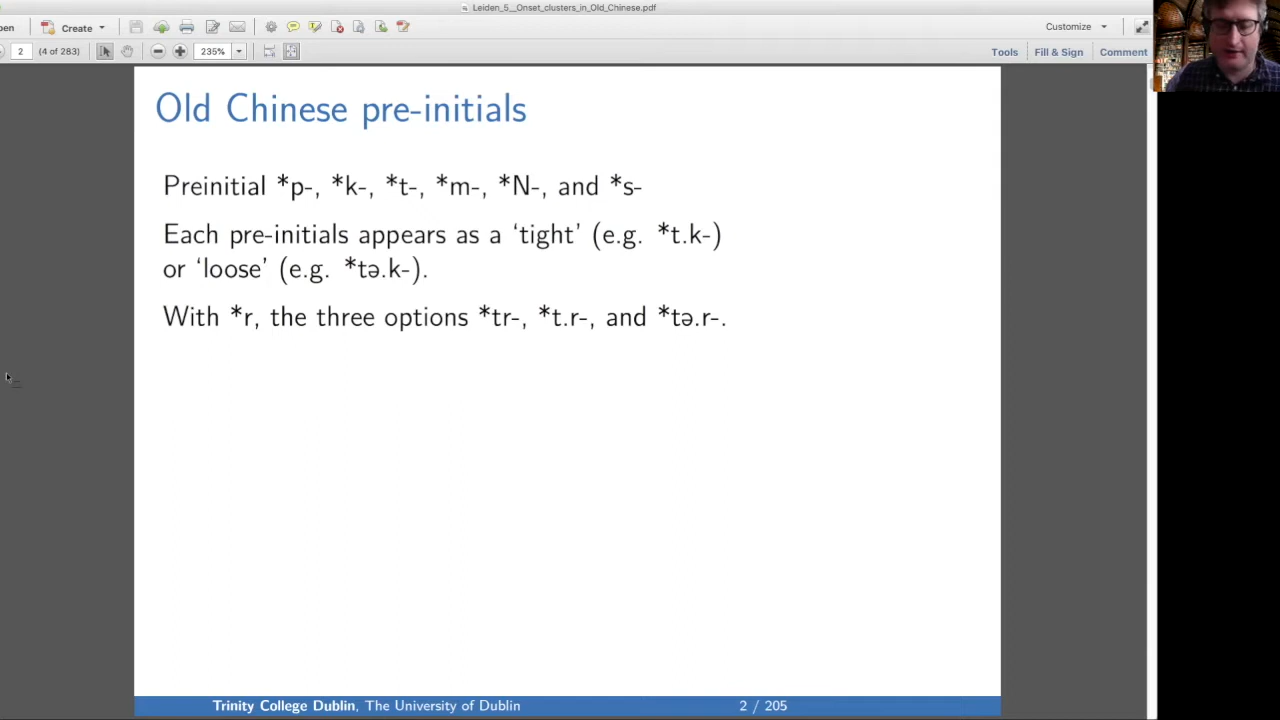 Leiden_5__Onset_clusters_in_Old_Chinese.pdf
pen Create Customize
2 (4 of 283) 235% Tools Fill & Sign Comment
Old Chinese pre-initials
Preinitial *p-, *k-, *t-, *m-, *N-, and *s-
Each pre-initials appears as a ‘tight’ (e.g. *t.k-)
or ‘loose’ (e.g. *tə.k-).
With *r, the three options *tr-, *t.r-, and *tə.r-.
Trinity College Dublin, The University of Dublin 2 / 205